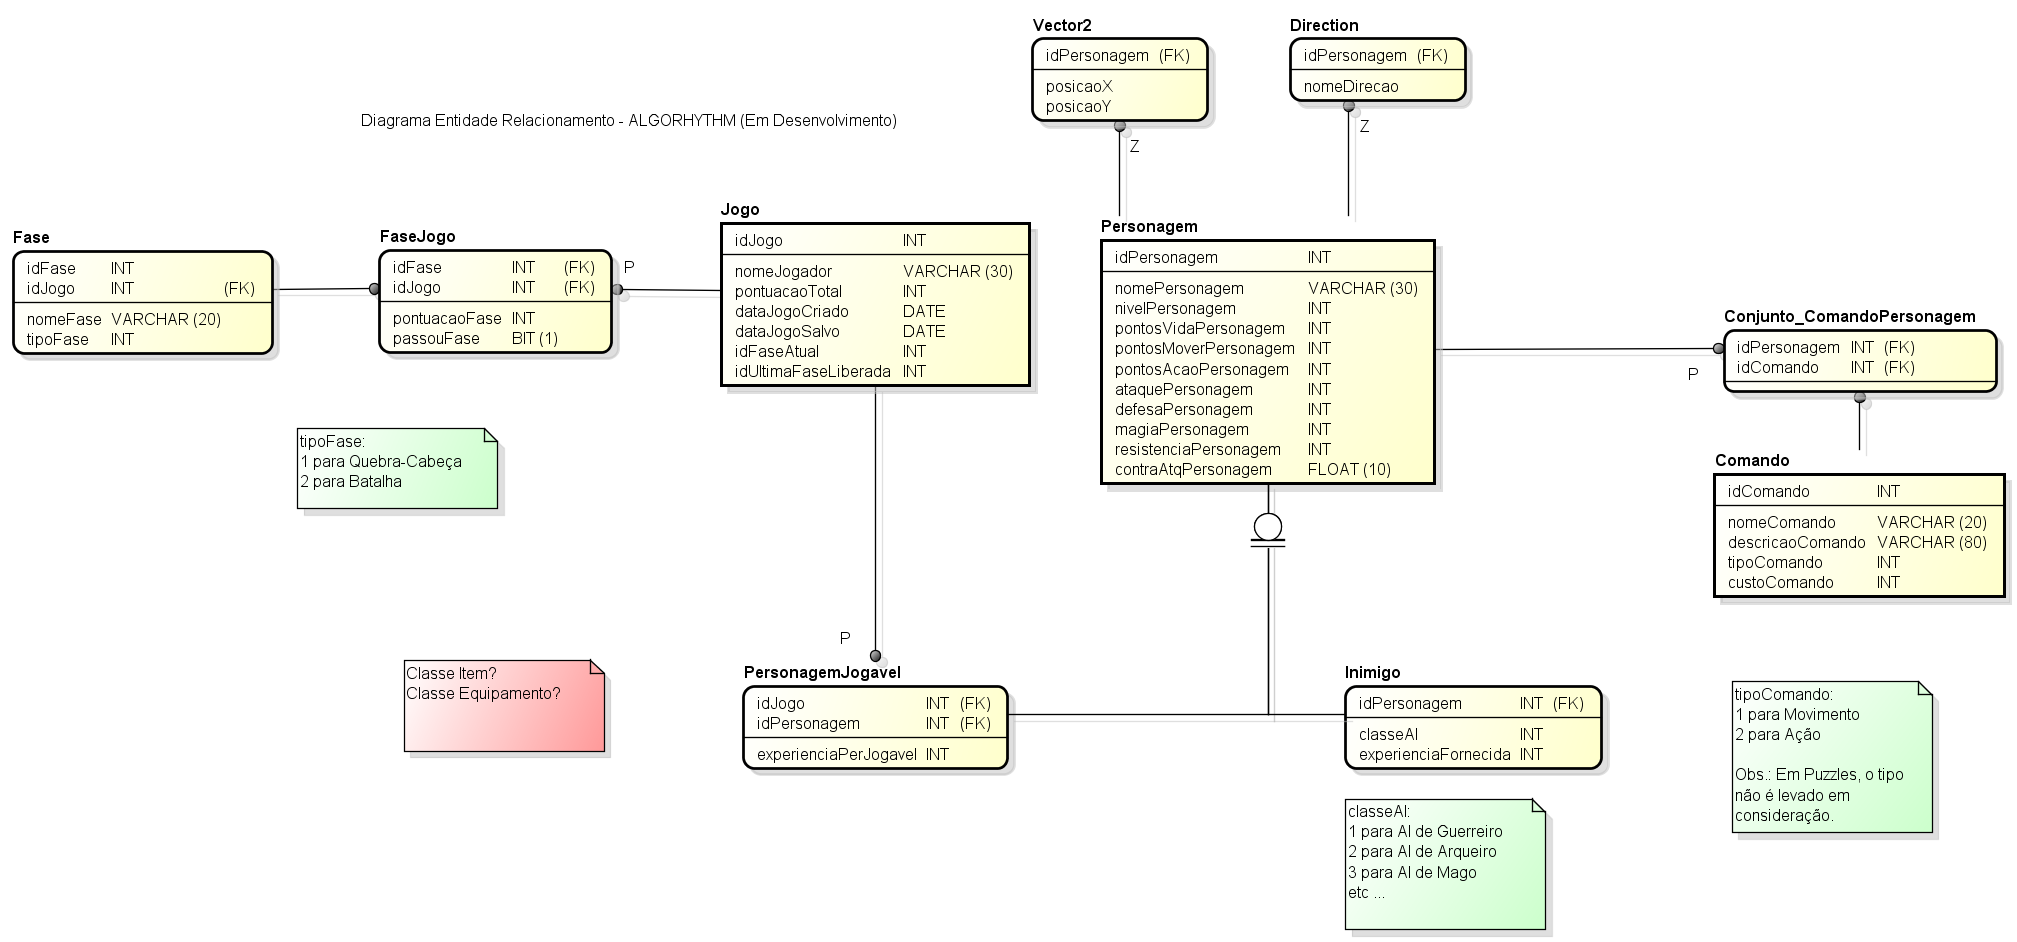 Vector2
idPersonagem (FK)
posicaoX
posicaoY
Z
Direction
idPersonagem (FK)
nomeDirecao
Z
Diagrama Entidade Relacionamento - ALGORHYTHM (Em Desenvolvimento)
Fase
idFase INT
idJogo INT (FK)
nomeFase VARCHAR (20)
tipoFase INT
FaseJogo
idFase INT (FK)
idJogo INT (FK)
pontuacaoFase INT
passouFase BIT (1)
P
Jogo
idJogo INT
nomeJogador VARCHAR (30)
pontuacaoTotal INT
dataJogoCriado DATE
dataJogoSalvo DATE
idFaseAtual INT
idUltimaFaseLiberada INT
Personagem
idPersonagem INT
nomePersonagem VARCHAR (30)
nivelPersonagem INT
pontosVidaPersonagem INT
pontosMoverPersonagem INT
pontosAcaoPersonagem INT
ataquePersonagem INT
defesaPersonagem INT
magiaPersonagem INT
resistenciaPersonagem INT
contraAtqPersonagem FLOAT (10)
P
Conjunto_ComandoPersonagem
idPersonagem INT (FK)
idComando INT (FK)
Comando
idComando INT
nomeComando VARCHAR (20)
descricaoComando VARCHAR (80)
tipoComando INT
custoComando INT
tipoFase:
1 para Quebra-Cabeça
2 para Batalha
Classe Item?
Classe Equipamento?
P
PersonagemJogavel
idJogo INT (FK)
idPersonagem INT (FK)
experienciaPerJogavel INT
Inimigo
idPersonagem INT (FK)
classeAI INT
experienciaFornecida INT
classeAI:
1 para AI de Guerreiro
2 para AI de Arqueiro
3 para AI de Mago
etc ...
tipoComando:
1 para Movimento
2 para Ação
Obs.: Em Puzzles, o tipo
não é levado em
consideração.